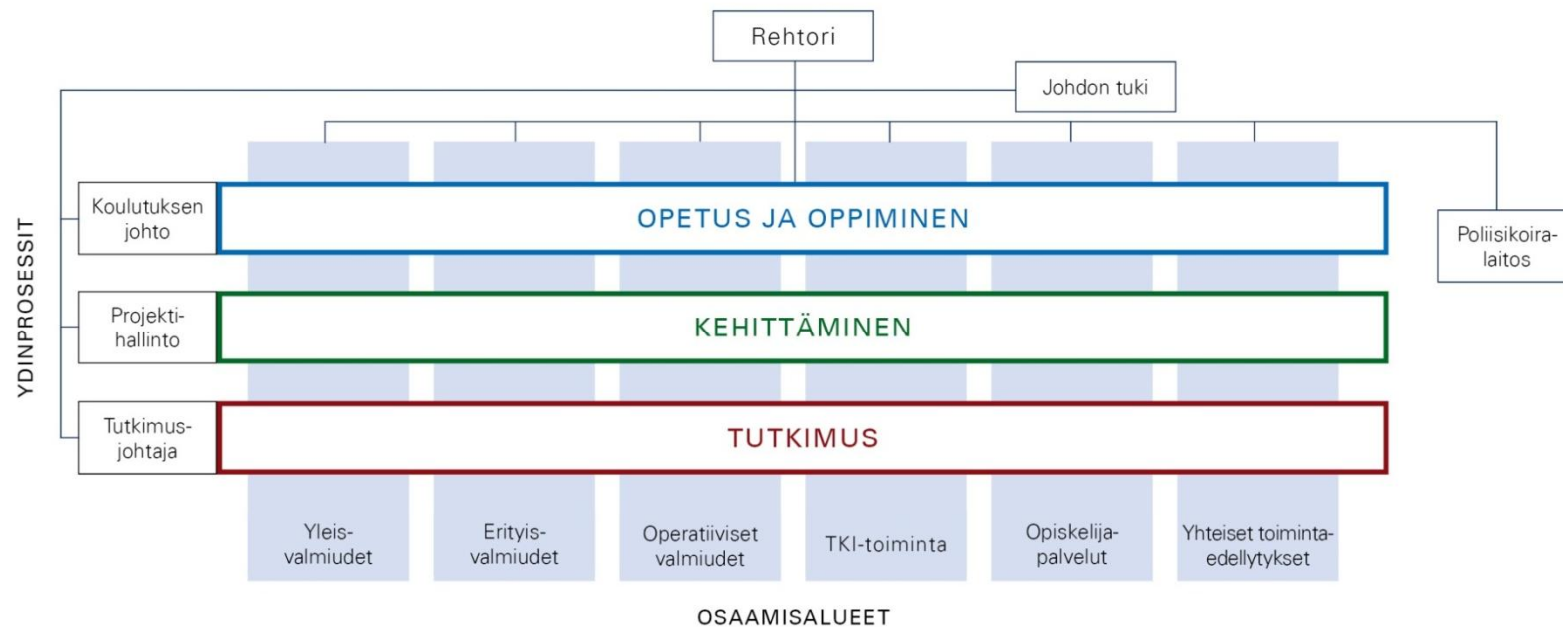 Rehtori
Johdon tuki
YDINPROSESSIT
Koulutuksen
johto
OPETUS JA OPPIMINEN
Poliisikoira-
laitos
Projekti-
hallinto
KEHITTÄMINEN
Tutkimus-
johtaja
TUTKIMUS
Yleis-
valmiudet
Erityis-
valmiudet
Operatiiviset
valmiudet
TKI-toiminta
Opiskelija-
palvelut
Yhteiset toiminta-
edellytykset
OSAAMISALUEET